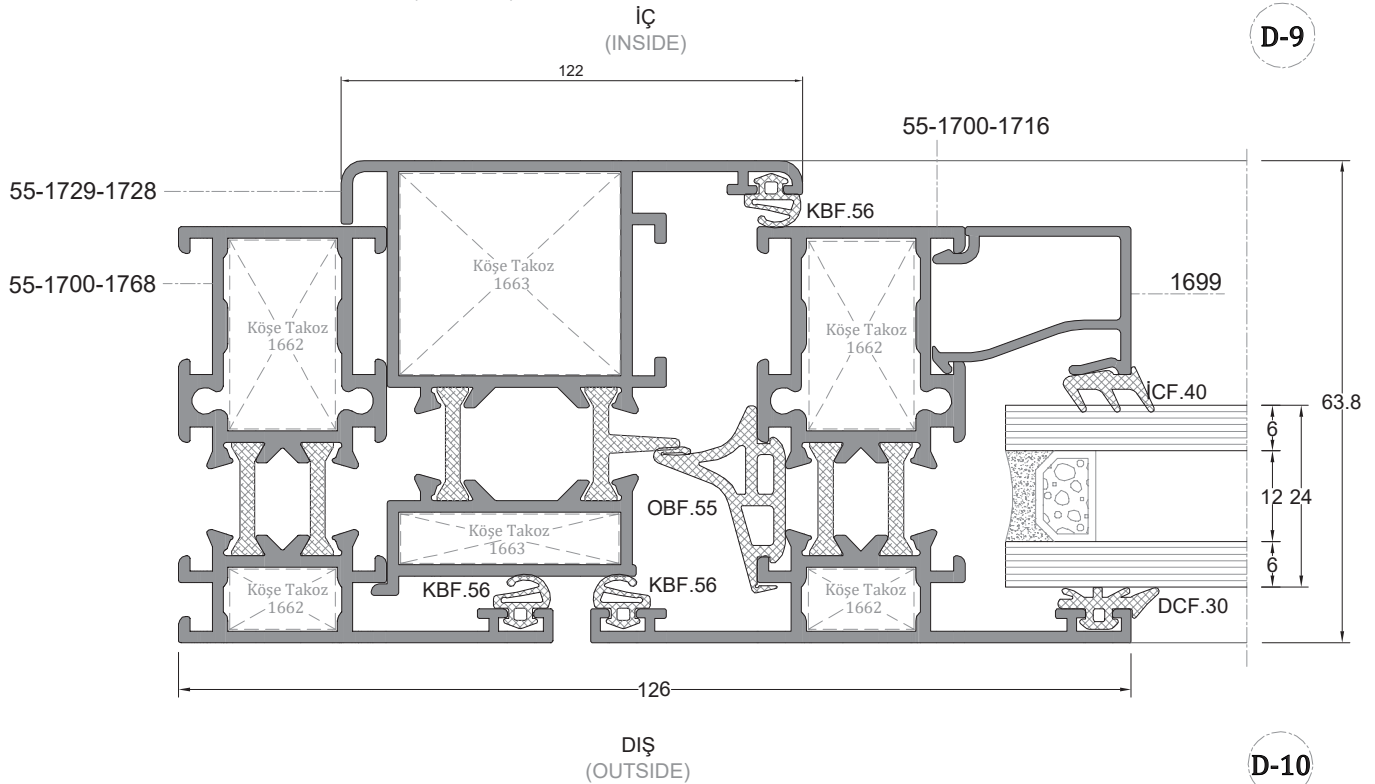 İÇ
(INSIDE)
D-9
122
55-1700-1716
55-1729-1728
KBF.56
Köşe Takoz
1663
55-1700-1768
1699
Köşe Takoz
1662
Köşe Takoz
1662
İCF.40
63.8
6
12
24
OBF.55
Köşe Takoz
1663
6
KBF.56
KBF.56
Köşe Takoz
1662
Köşe Takoz
1662
DCF.30
126
DIŞ
(OUTSIDE)
D-10